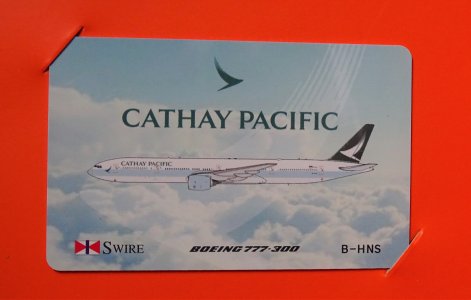 CATHAY PACIFIC
CATHAY PACIFIC
SWIRE BOEING 777-300 B-HNS